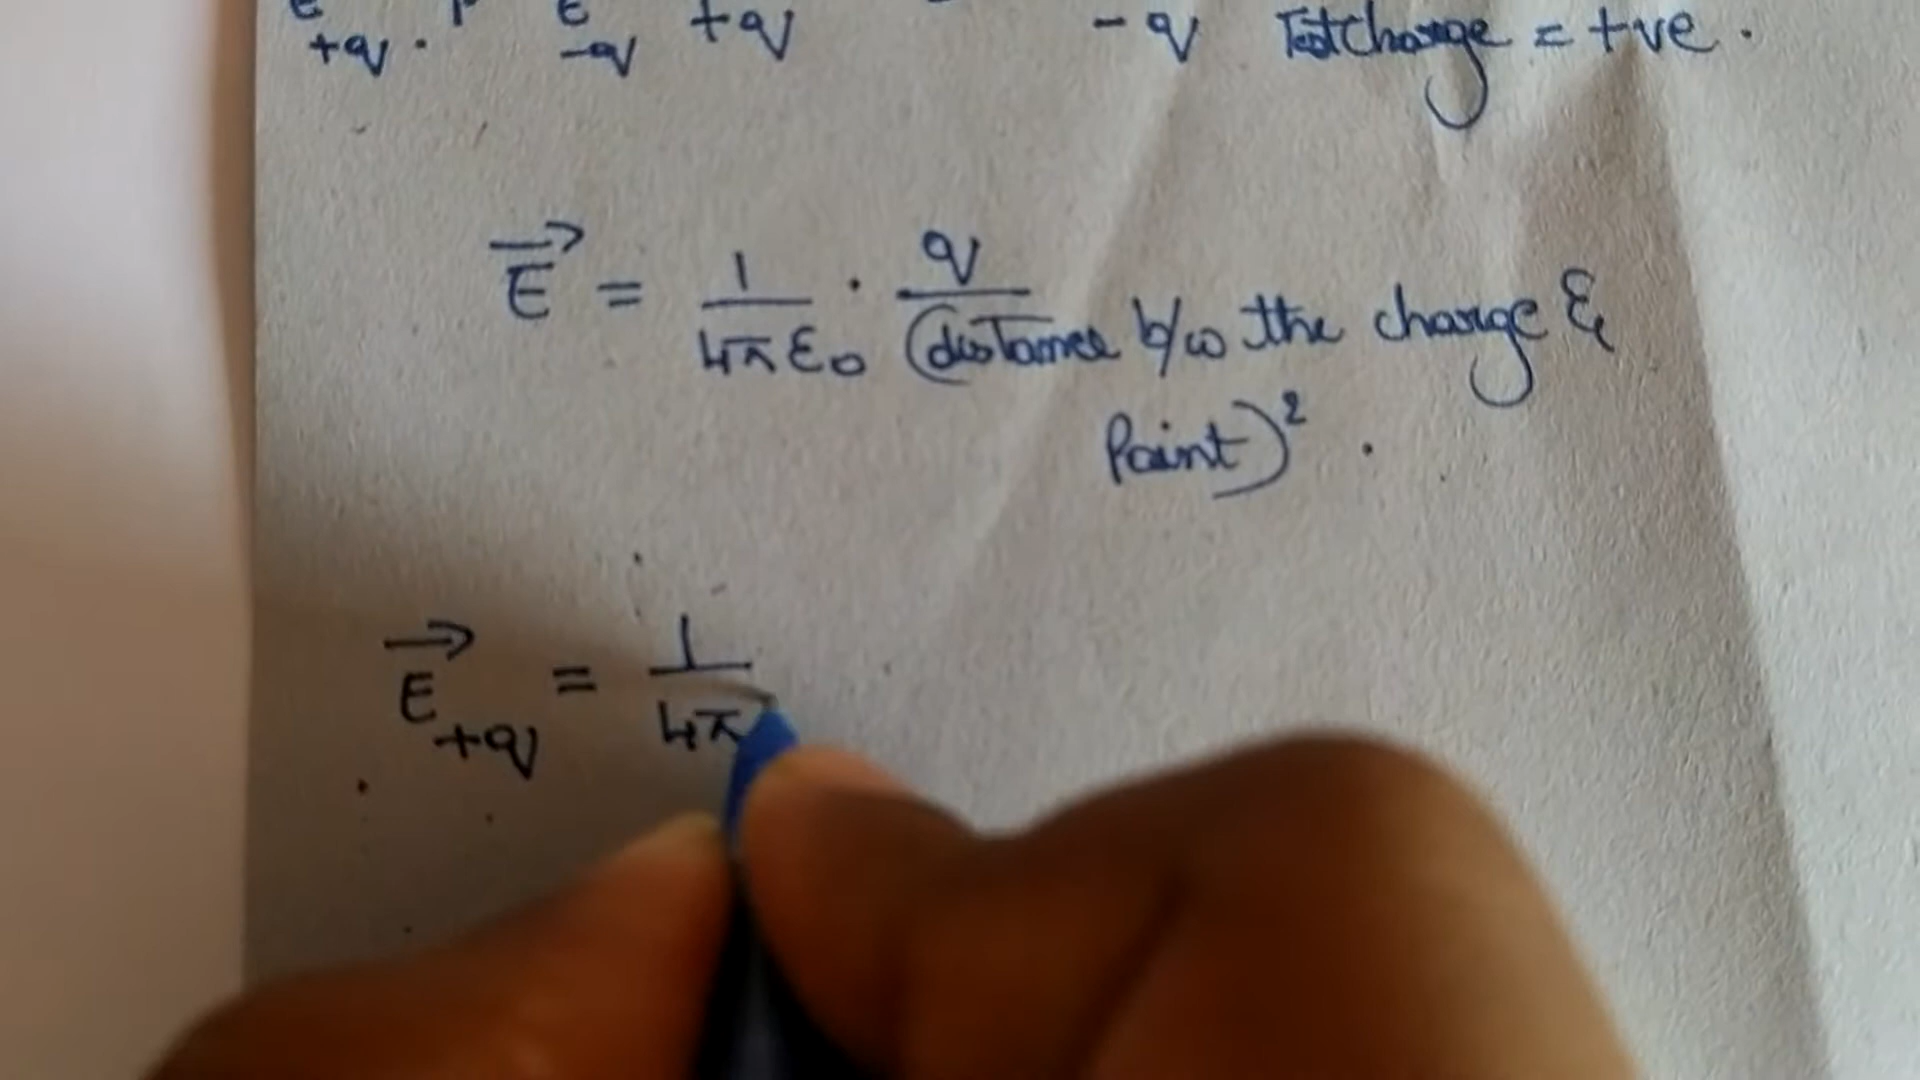 +q. P E -q +q -q Test charge = +ve.
E→ = 1/4πε₀ · q/(distance b/w the charge &
Point)² .
E→ +q = 1/4π